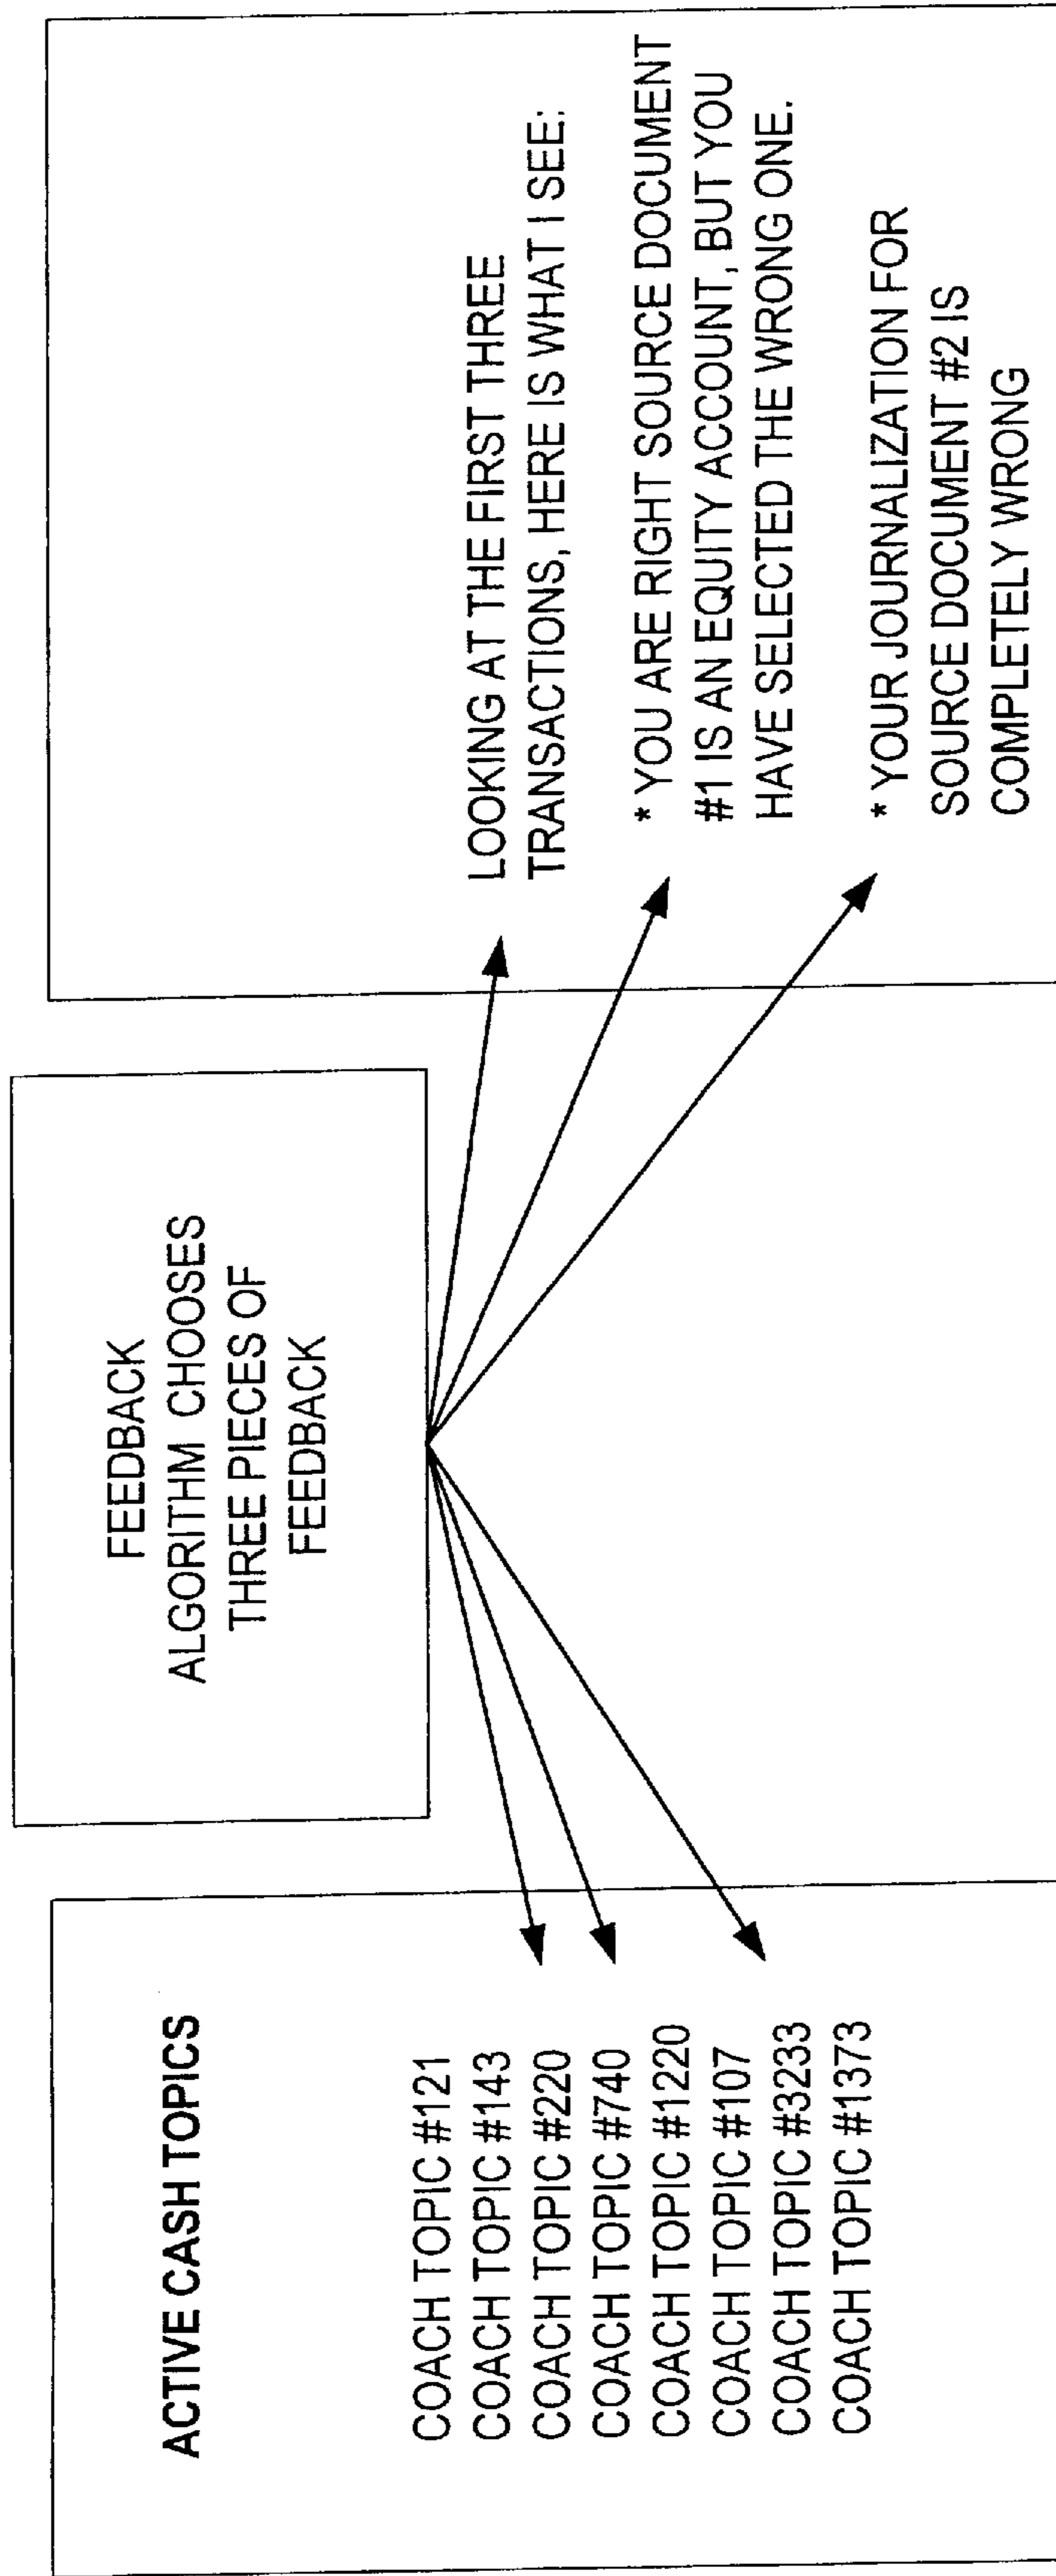 ACTIVE CASH TOPICS
COACH TOPIC #121
COACH TOPIC #143
COACH TOPIC #220
COACH TOPIC #740
COACH TOPIC #1220
COACH TOPIC #107
COACH TOPIC #3233
COACH TOPIC #1373
FEEDBACK
ALGORITHM CHOOSES
THREE PIECES OF
FEEDBACK
LOOKING AT THE FIRST THREE
TRANSACTIONS, HERE IS WHAT I SEE:
* YOU ARE RIGHT SOURCE DOCUMENT
#1 IS AN EQUITY ACCOUNT, BUT YOU
HAVE SELECTED THE WRONG ONE.
* YOUR JOURNALIZATION FOR
SOURCE DOCUMENT #2 IS
COMPLETELY WRONG